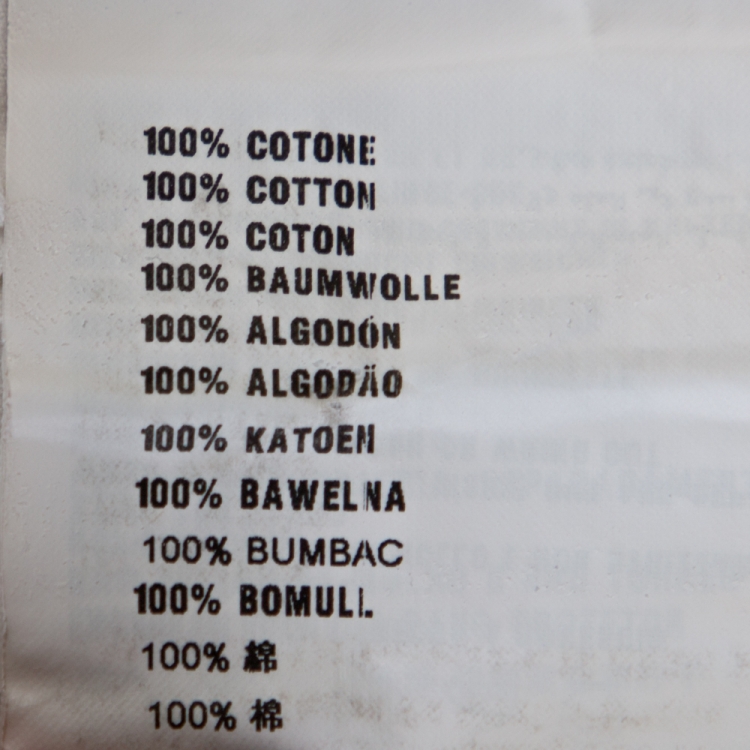 100% COTONE
100% COTTON
100% COTON
100% BAUMWOLLE
100% ALGODÓN
100% ALGODÃO
100% KATOEN
100% BAWELNA
100% BUMBAC
100% BOMULL
100% 綿
100% 棉